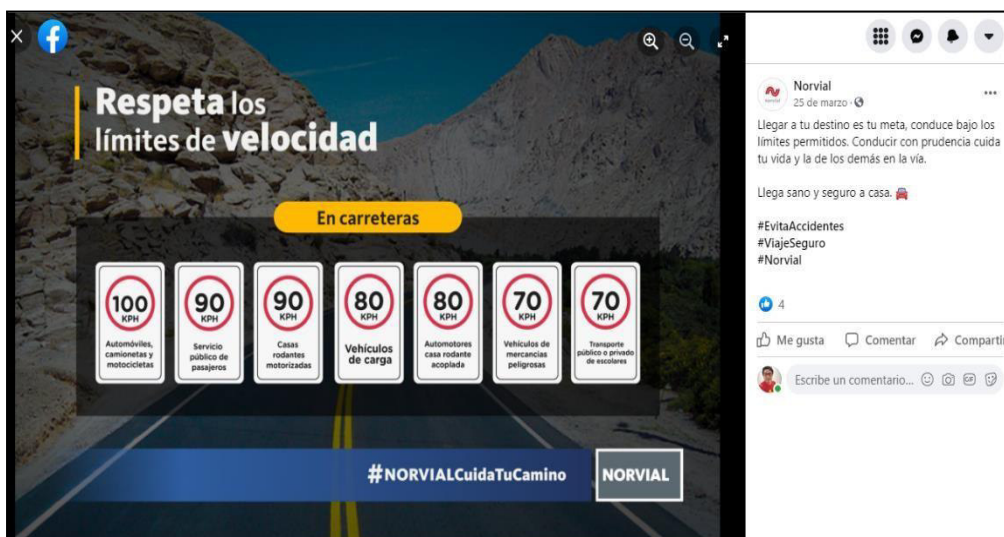 Respeta los
límites de velocidad
En carreteras
100
KPH
Automóviles,
camionetas y
motocicletas
90
KPH
Servicio
público de
pasajeros
90
KPH
Casas
rodantes
motorizadas
80
KPH
Vehículos
de carga
80
KPH
Automotores
casa rodante
acoplada
70
KPH
Vehículos de
mercancías
peligrosas
70
KPH
Transporte
público o privado
de escolares
#NORVIALCuidaTuCamino
NORVIAL
Norvial
25 de marzo ·
Llegar a tu destino es tu meta, conduce bajo los
límites permitidos. Conducir con prudencia cuida
tu vida y la de los demás en la vía.
Llega sano y seguro a casa.
#EvitaAccidentes
#ViajeSeguro
#Norvial
4
Me gusta Comentar Compartir
Escribe un comentario... GIF